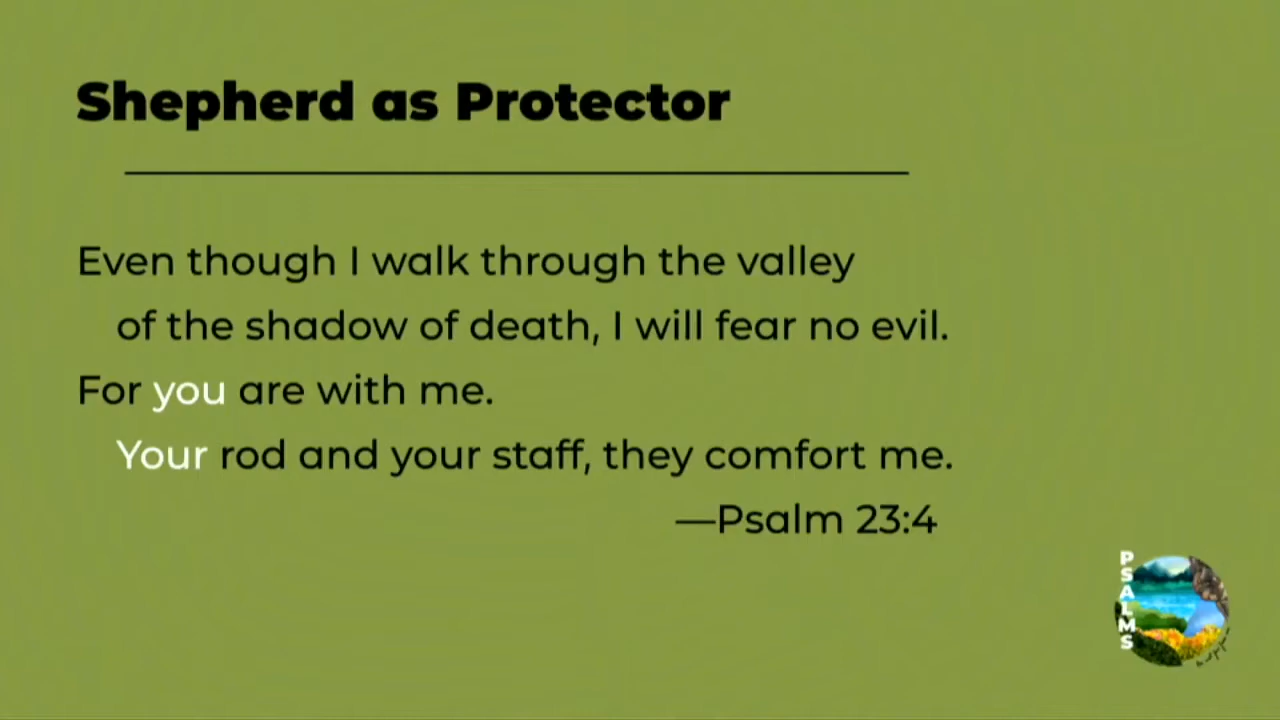 Shepherd as Protector
Even though I walk through the valley
of the shadow of death, I will fear no evil.
For you are with me.
Your rod and your staff, they comfort me.
—Psalm 23:4
PSALMS